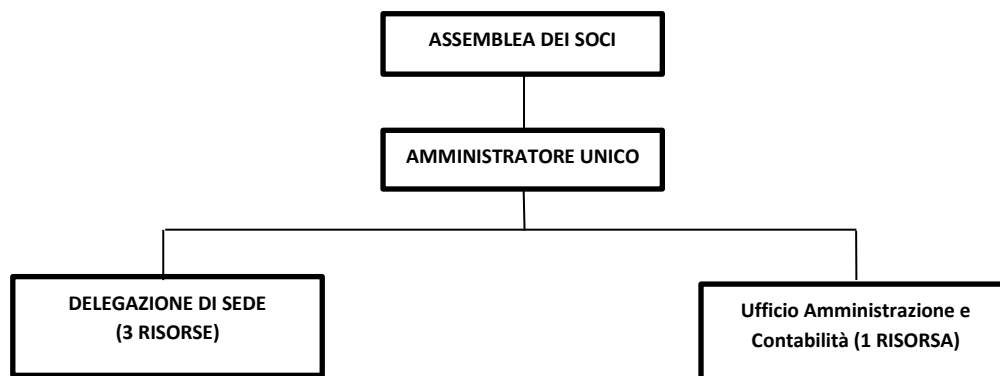 ASSEMBLEA DEI SOCI
AMMINISTRATORE UNICO
DELEGAZIONE DI SEDE
(3 RISORSE)
Ufficio Amministrazione e
Contabilità (1 RISORSA)